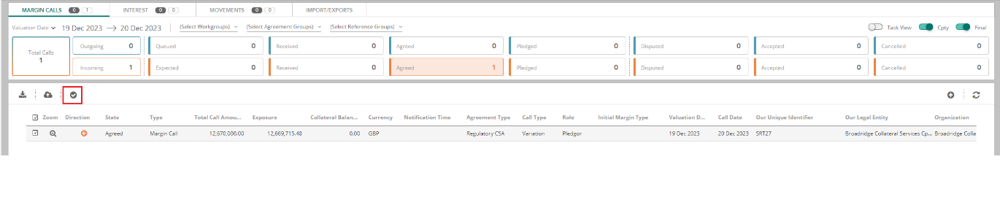 MARGIN CALLS 0 1 INTEREST 0 0 MOVEMENTS 0 0 IMPORT/EXPORTS
Valuation Date 19 Dec 2023 → 20 Dec 2023 (Select Workgroups) (Select Agreement Groups) (Select Reference Groups) Task View Cpty Final
Total Calls
1
Outgoing 0 Queued 0 Received 0 Agreed 0 Pledged 0 Disputed 0 Accepted 0 Cancelled 0
Incoming 1 Expected 0 Received 0 Agreed 1 Pledged 0 Disputed 0 Accepted 0 Cancelled 0
Zoom Direction State Type Total Call Amou... Exposure Collateral Balan... Currency Notification Time Agreement Type Call Type Role Initial Margin Type Valuation D... Call Date Our Unique Identifier Our Legal Entity Organization
Agreed Margin Call 12,670,000.00 12,669,715.48 0.00 GBP Regulatory CSA Variation Pledgor 19 Dec 2023 20 Dec 2023 SRT27 Broadridge Collateral Services Cp... Broadridge Colla